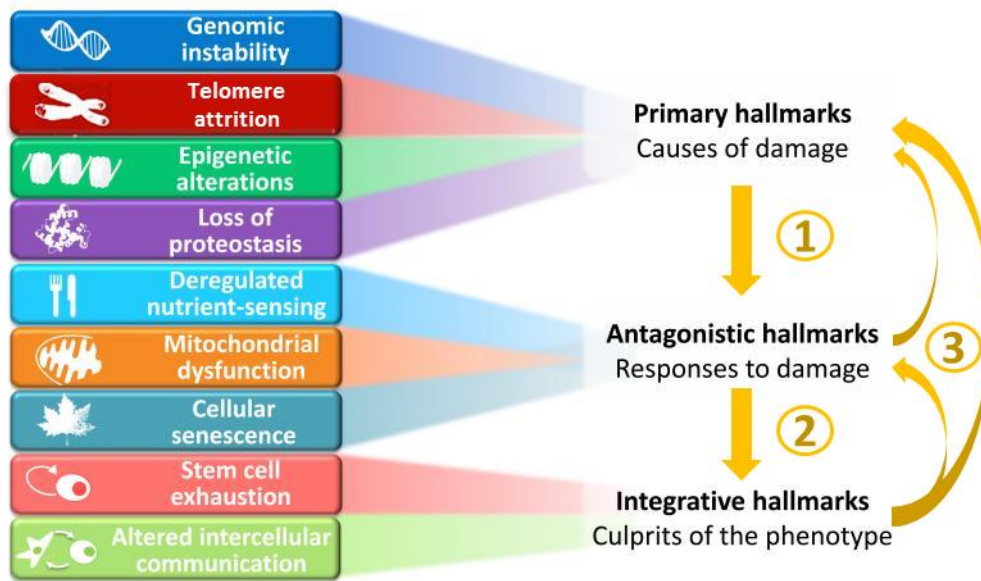 Genomic
instability
Telomere
attrition
Epigenetic
alterations
Loss of
proteostasis
Deregulated
nutrient-sensing
Mitochondrial
dysfunction
Cellular
senescence
Stem cell
exhaustion
Altered intercellular
communication
Primary hallmarks
Causes of damage
1
Antagonistic hallmarks
Responses to damage
3
2
Integrative hallmarks
Culprits of the phenotype